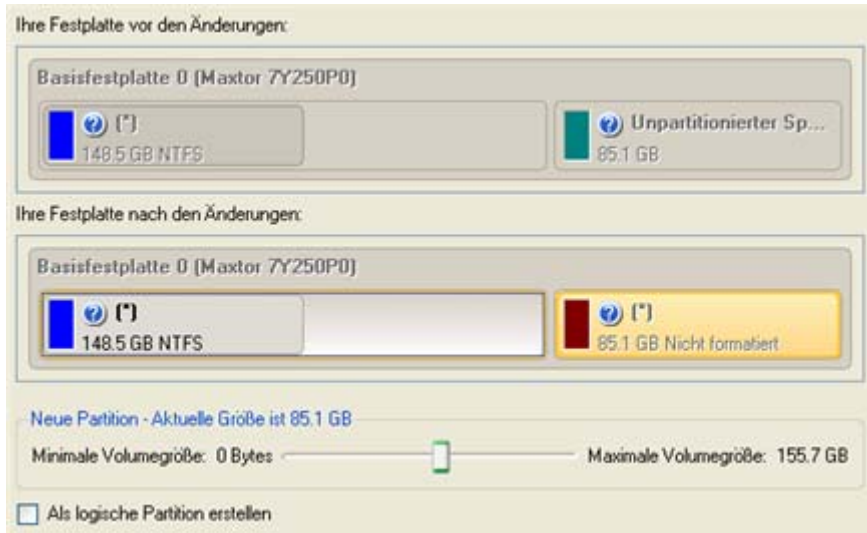 Ihre Festplatte vor den Änderungen:
Basisfestplatte 0 (Maxtor 7Y250P0)
(*)
148.5 GB NTFS
Unpartitionierter Sp...
85.1 GB
Ihre Festplatte nach den Änderungen:
Basisfestplatte 0 (Maxtor 7Y250P0)
(*)
148.5 GB NTFS
(*)
85.1 GB Nicht formatiert
Neue Partition - Aktuelle Größe ist 85.1 GB
Minimale Volumegröße: 0 Bytes
Maximale Volumegröße: 155.7 GB
Als logische Partition erstellen